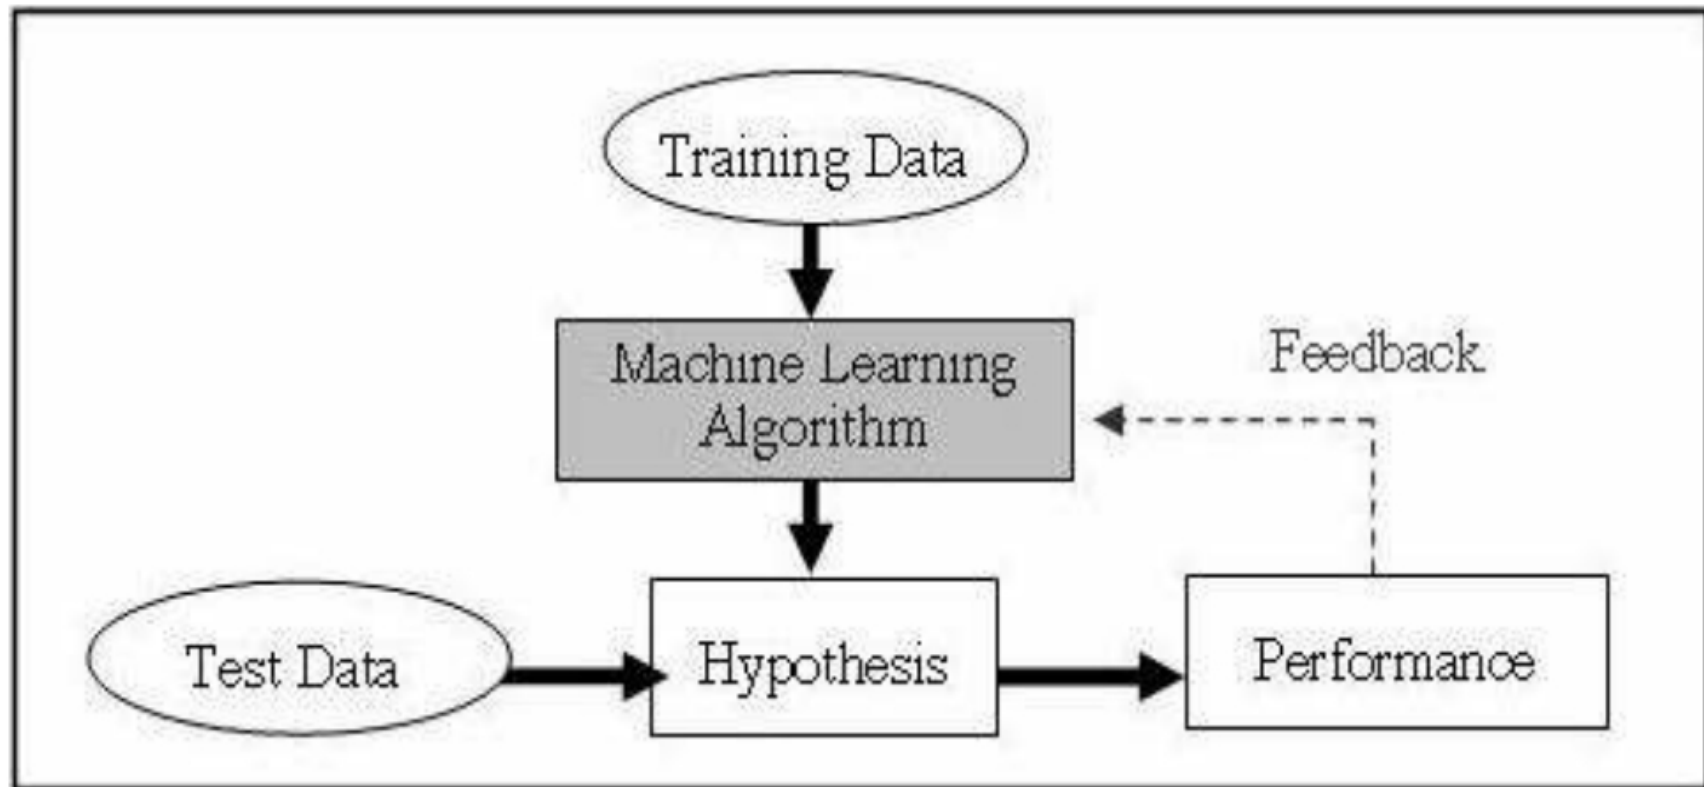 Training Data
Machine Learning
Algorithm
Feedback
Test Data
Hypothesis
Performance